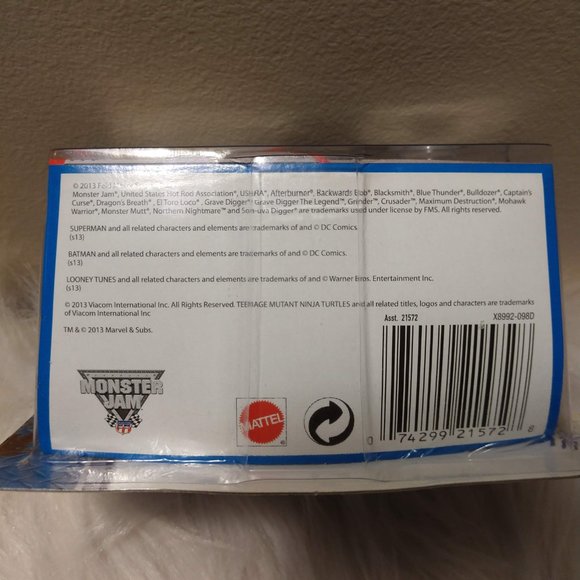 © 2013 Feld
Monster Jam®, United States Hot Rod Association®, USHRA®, Afterburner®, Backwards Bob®, Blacksmith®, Blue Thunder®, Bulldozer®, Captain's
Curse®, Dragon's Breath®, El Toro Loco®, Grave Digger®, Grave Digger The Legend™, Grinder™, Crusader™, Maximum Destruction®, Mohawk
Warrior®, Monster Mutt®, Northern Nightmare™ and Son-uva Digger® are trademarks used under license by FMS. All rights reserved.
SUPERMAN and all related characters and elements are trademarks of and © DC Comics.
(s13)
BATMAN and all related characters and elements are trademarks of and © DC Comics.
(s13)
LOONEY TUNES and all related characters and elements are trademarks of and © Warner Bros. Entertainment Inc.
(s13)
© 2013 Viacom International Inc. All Rights Reserved. TEENAGE MUTANT NINJA TURTLES and all related titles, logos and characters are trademarks
of Viacom International Inc
TM & © 2013 Marvel & Subs.
Asst. 21572 X8992-098D
MONSTER
JAM
MATTEL
®
0 74299 21572 8